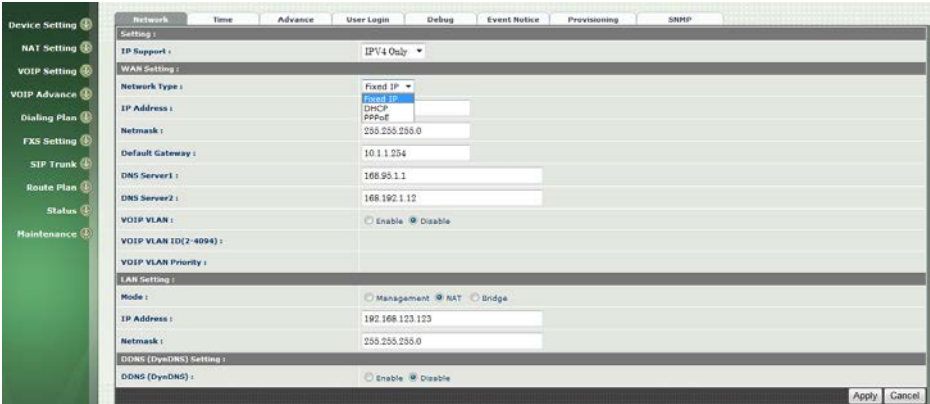 Device Setting
NAT Setting
VOIP Setting
VOIP Advance
Dialing Plan
FXS Setting
SIP Trunk
Route Plan
Status
Maintenance
Network Time Advance User Login Debug Event Notice Provisioning SNMP
Setting :
IP Support : IPV4 Only
WAN Setting :
Network Type : Fixed IP
Fixed IP
DHCP
PPPoE
IP Address :
Netmask : 255.255.255.0
Default Gateway : 10.1.1.254
DNS Server1 : 168.95.1.1
DNS Server2 : 168.192.1.12
VOIP VLAN : Enable Disable
VOIP VLAN ID(2-4094) :
VOIP VLAN Priority :
LAN Setting :
Mode : Management NAT Bridge
IP Address : 192.168.123.123
Netmask : 255.255.255.0
DDNS (DynDNS) Setting :
DDNS (DynDNS) : Enable Disable
Apply Cancel